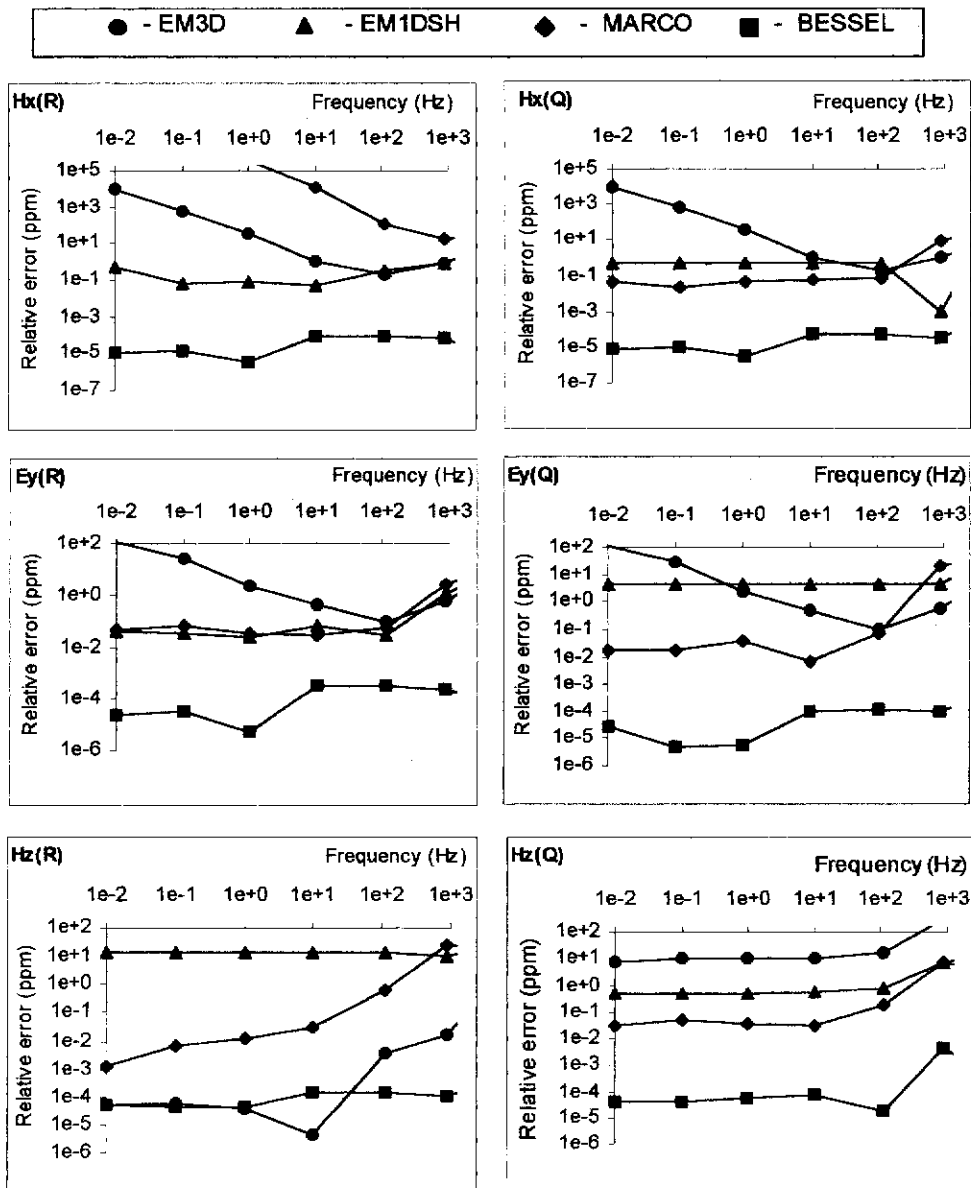 - EM3D - EM1DSH - MARCO - BESSEL
Hx(R) Frequency (Hz)
1e-2 1e-1 1e+0 1e+1 1e+2 1e+3
Relative error (ppm)
1e+5
1e+3
1e+1
1e-1
1e-3
1e-5
1e-7
Hx(Q) Frequency (Hz)
1e-2 1e-1 1e+0 1e+1 1e+2 1e+3
Relative error (ppm)
1e+5
1e+3
1e+1
1e-1
1e-3
1e-5
1e-7
Ey(R) Frequency (Hz)
1e-2 1e-1 1e+0 1e+1 1e+2 1e+3
Relative error (ppm)
1e+2
1e+0
1e-2
1e-4
1e-6
Ey(Q) Frequency (Hz)
1e-2 1e-1 1e+0 1e+1 1e+2 1e+3
Relative error (ppm)
1e+2
1e+1
1e+0
1e-1
1e-2
1e-3
1e-4
1e-5
1e-6
Hz(R) Frequency (Hz)
1e-2 1e-1 1e+0 1e+1 1e+2 1e+3
Relative error (ppm)
1e+2
1e+1
1e+0
1e-1
1e-2
1e-3
1e-4
1e-5
1e-6
Hz(Q) Frequency (Hz)
1e-2 1e-1 1e+0 1e+1 1e+2 1e+3
Relative error (ppm)
1e+2
1e+1
1e+0
1e-1
1e-2
1e-3
1e-4
1e-5
1e-6